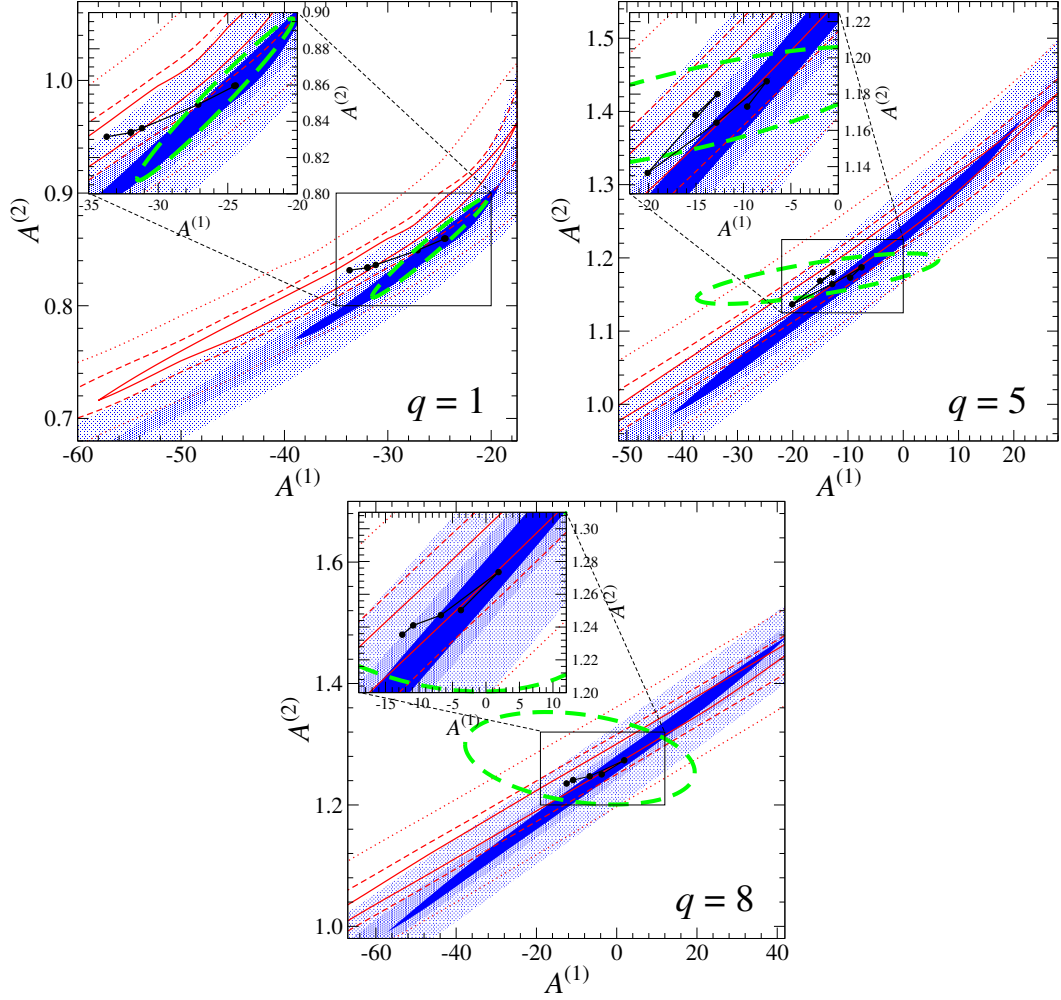 0.90
0.88
0.86
0.84
0.82
0.80
A^(2)
-35 -30 -25 -20
A^(1)
1.0
0.9
0.8
0.7
A^(2)
q = 1
-60 -50 -40 -30 -20
A^(1)
1.22
1.20
1.18
1.16
1.14
A^(2)
-20 -15 -10 -5 0
A^(1)
1.5
1.4
1.3
1.2
1.1
1.0
A^(2)
q = 5
-50 -40 -30 -20 -10 0 10 20
A^(1)
1.30
1.28
1.26
1.24
1.22
1.20
A^(2)
-15 -10 -5 0 5 10
A^(1)
1.6
1.4
1.2
1.0
A^(2)
q = 8
-60 -40 -20 0 20 40
A^(1)